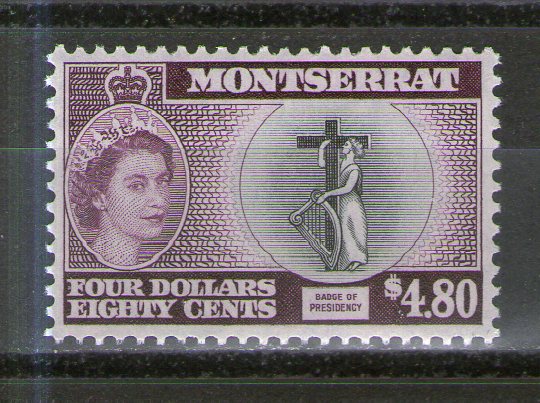 MONTSERRAT
FOUR DOLLARS
EIGHTY CENTS
BADGE OF
PRESIDENCY
$4.80